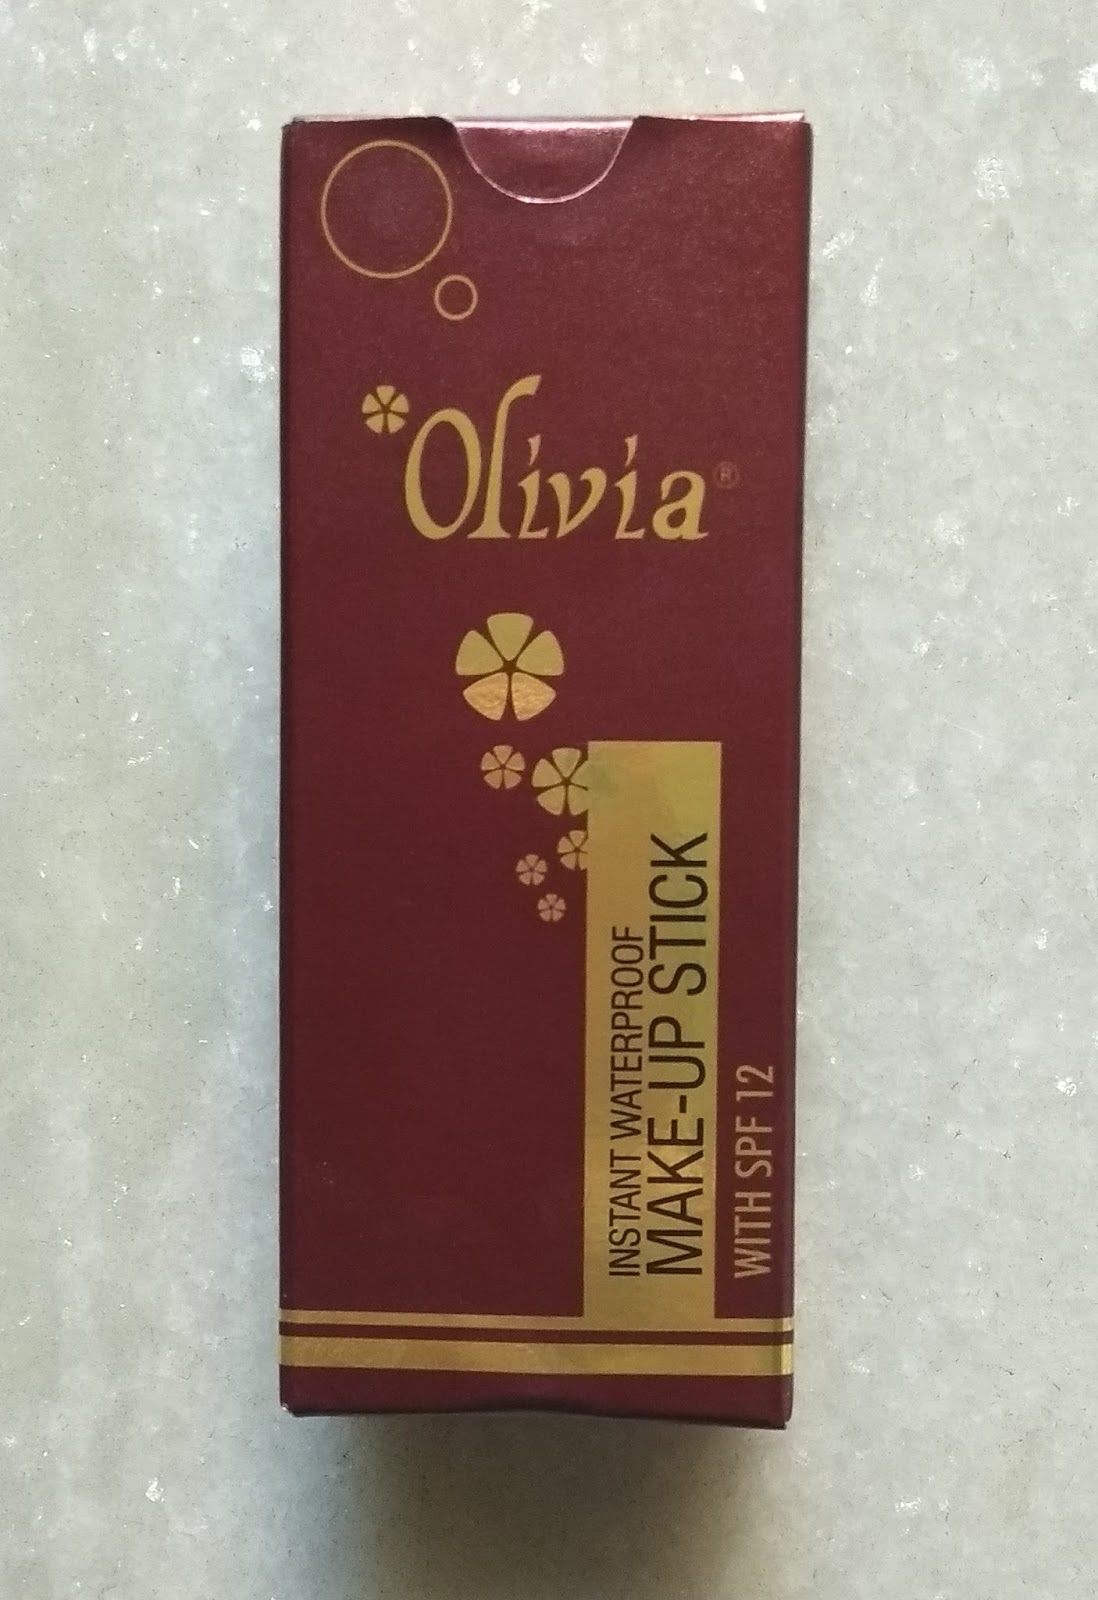 Olivia®
INSTANT WATERPROOF
MAKE-UP STICK
WITH SPF 12